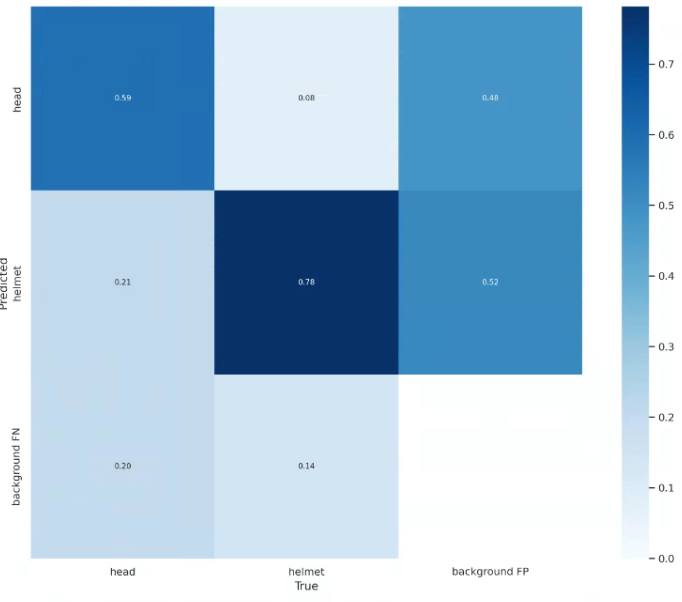 head
0.59
0.08
0.48
0.7
0.6
0.5
Predicted
helmet
0.21
0.78
0.52
0.4
0.3
background FN
0.20
0.14
0.2
0.1
0.0
head
helmet
background FP
True